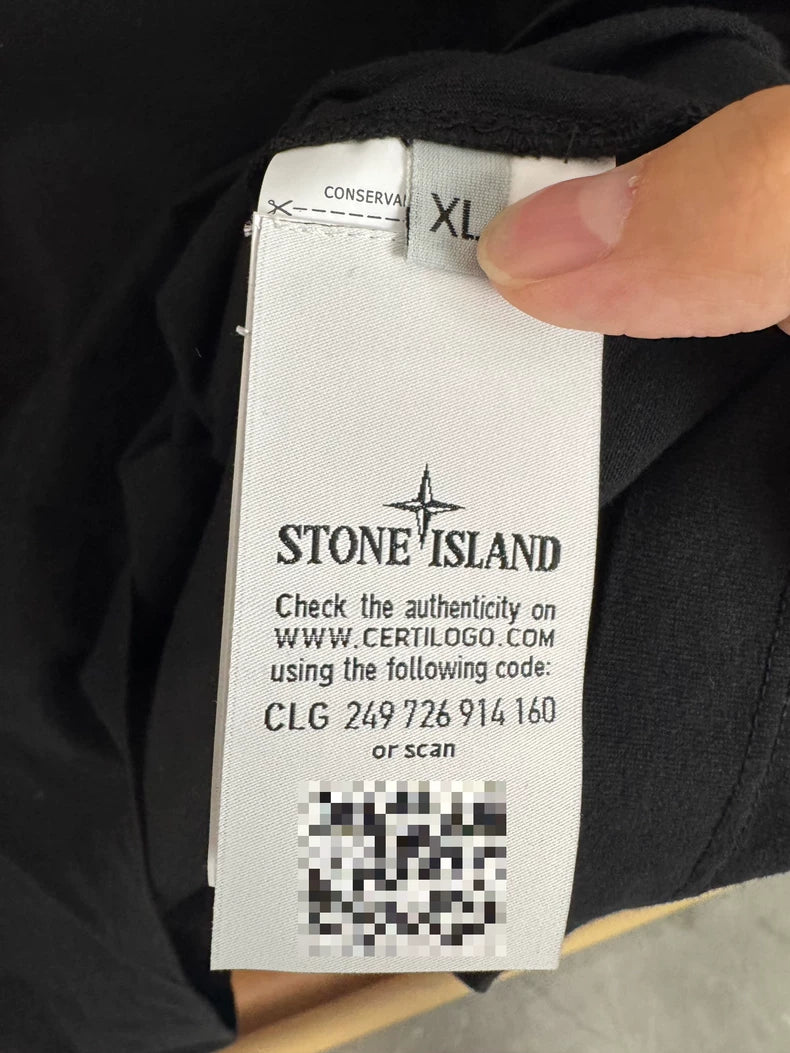 CONSERVA
XL
STONE ISLAND
Check the authenticity on
WWW.CERTILOGO.COM
using the following code:
CLG 249 726 914 160
or scan